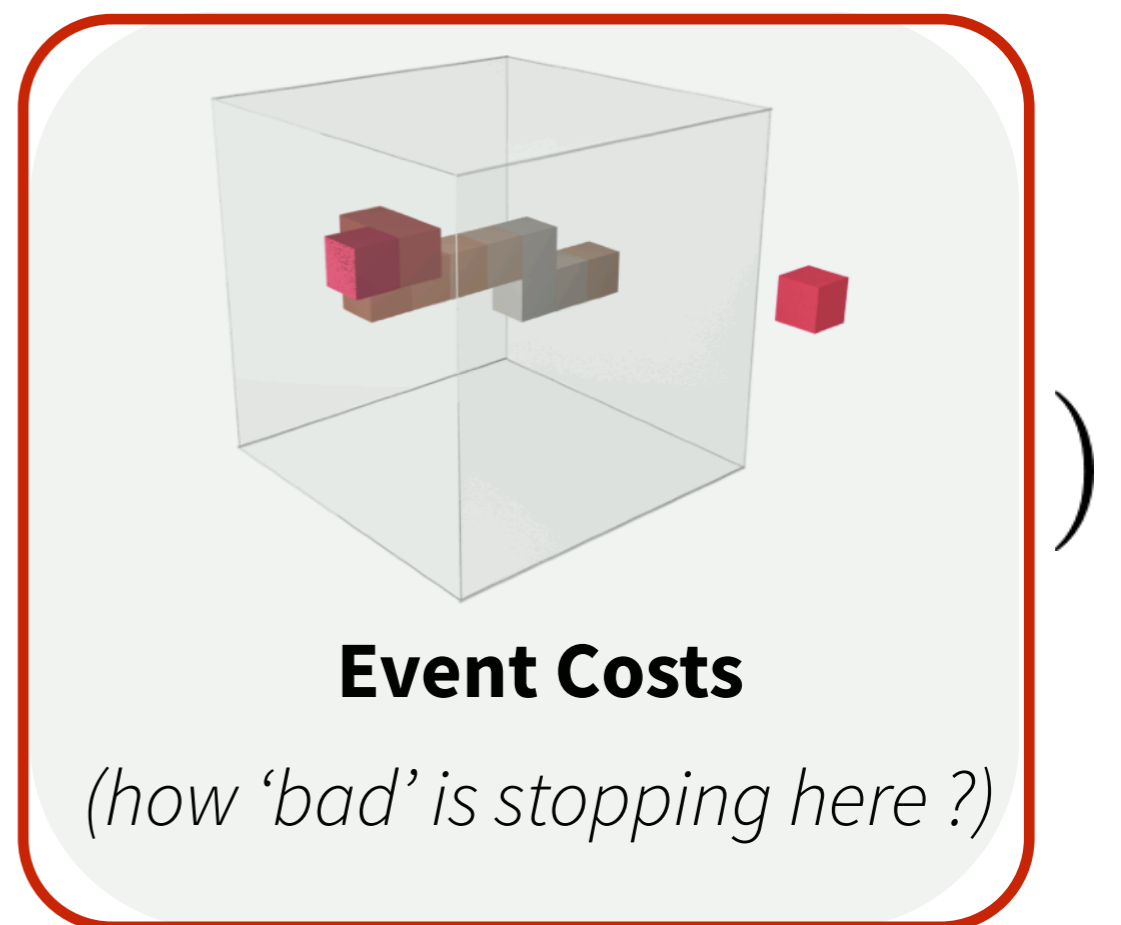 )
Event Costs
(how ‘bad’ is stopping here ?)